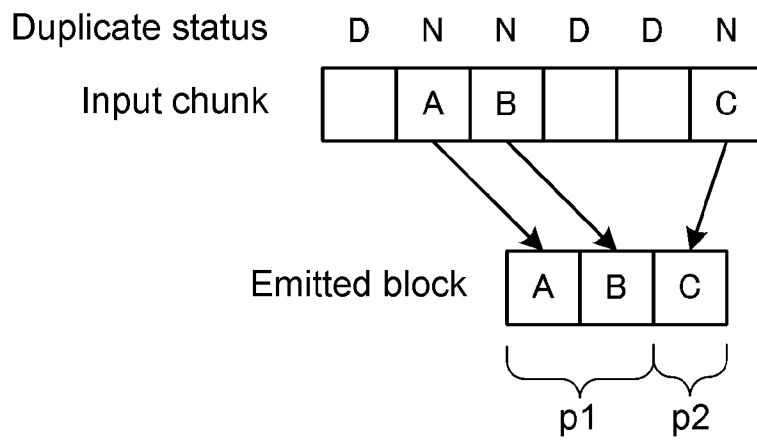 Duplicate status D N N D D N
Input chunk A B C
Emitted block A B C
p1 p2